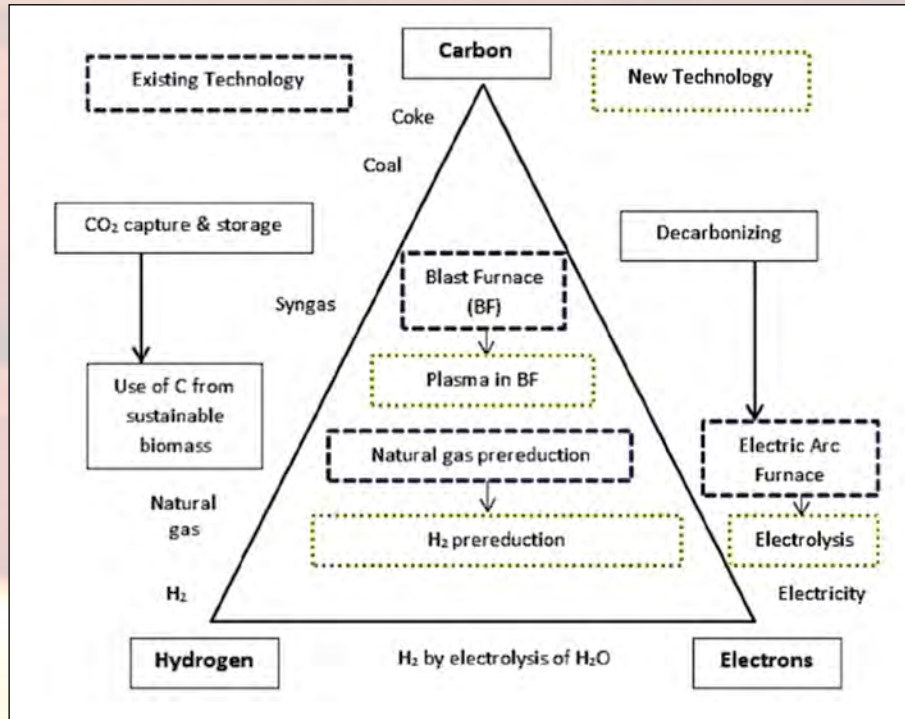 Carbon
Existing Technology
New Technology
Coke
Coal
CO₂ capture & storage
Decarbonizing
Blast Furnace
(BF)
Syngas
Plasma in BF
Use of C from
sustainable
biomass
Natural gas prereduction
Electric Arc
Furnace
Natural
gas
H₂ prereduction
Electrolysis
H₂
Electricity
Hydrogen
H₂ by electrolysis of H₂O
Electrons